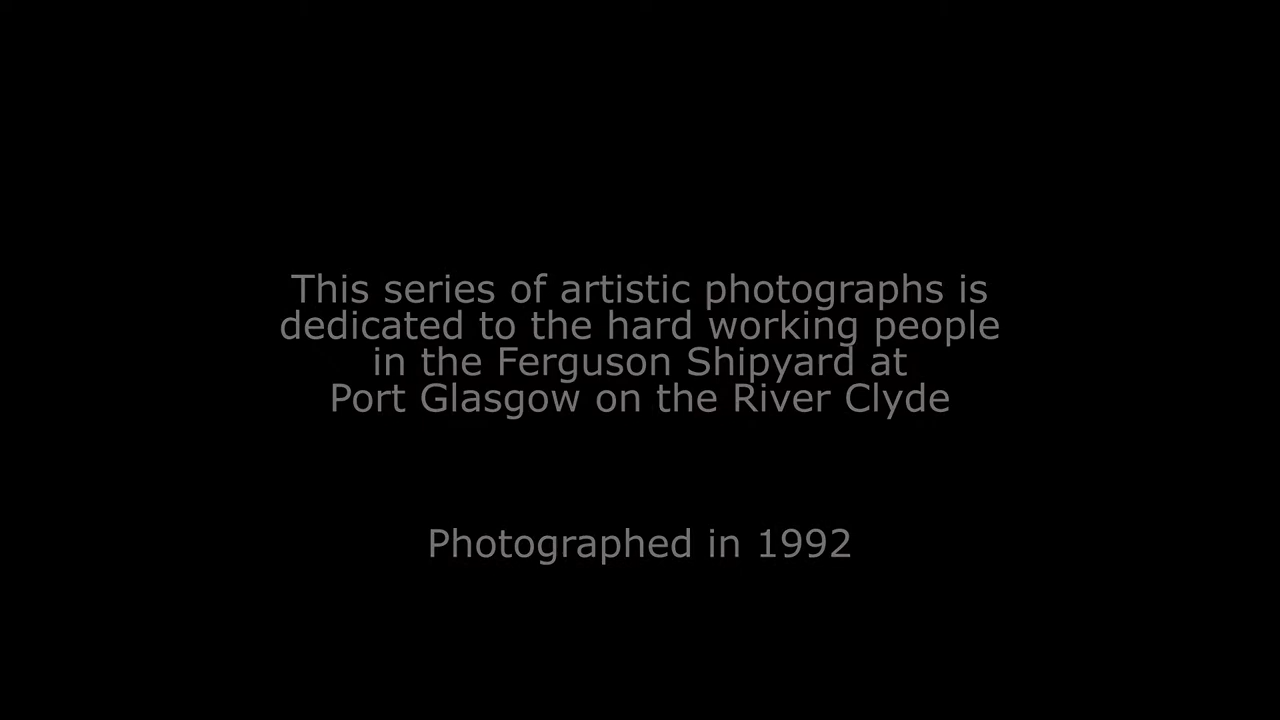 This series of artistic photographs is
dedicated to the hard working people
in the Ferguson Shipyard at
Port Glasgow on the River Clyde
Photographed in 1992